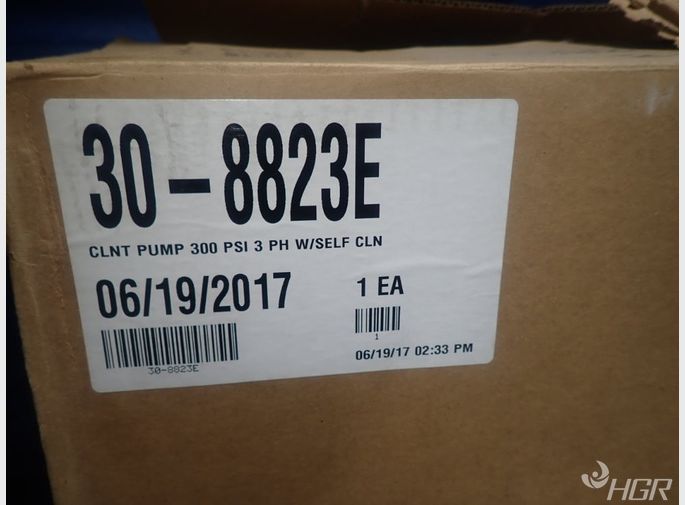 30-8823E
CLNT PUMP 300 PSI 3 PH W/SELF CLN
06/19/2017 1 EA
1
30-8823E 06/19/17 02:33 PM
HGR